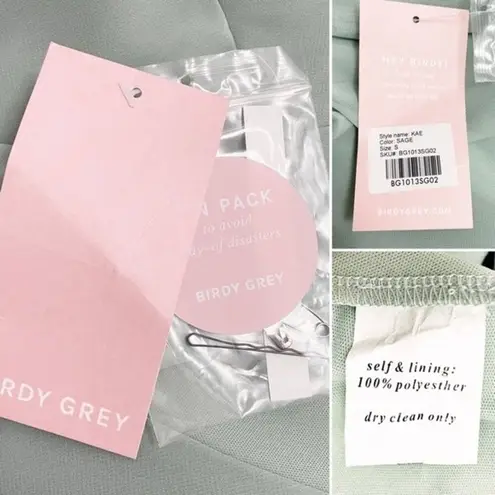 RDY GREY
N PACK
to avoid
ay-of disasters
BIRDY GREY
HEY BIRDIE
Style name: KAE
Color: SAGE
Size: S
SKU#: BG1013SG02
BG1013SG02
BIRDYGREY.COM
self & lining:
100% polyesther
dry clean only